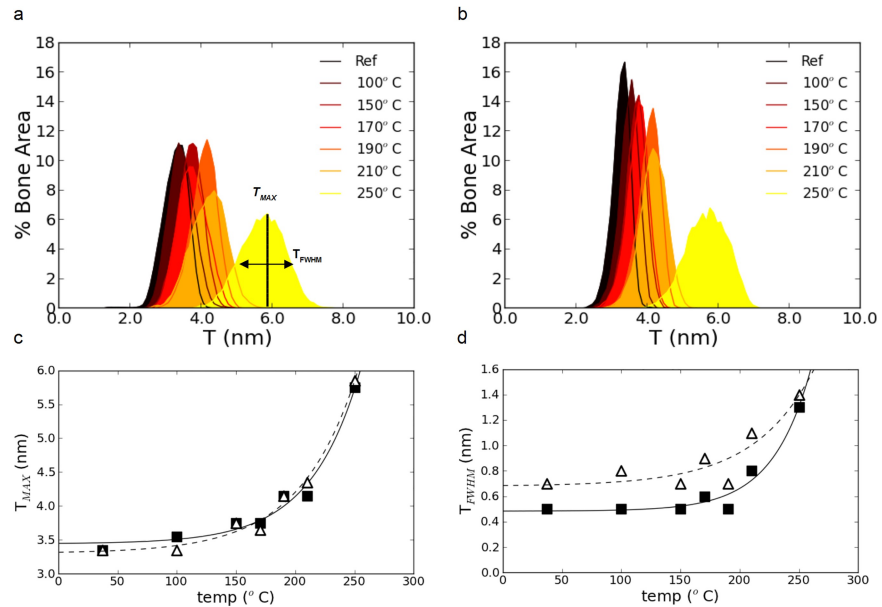 a
% Bone Area
18
16
14
12
10
8
6
4
2
0
0.0 2.0 4.0 6.0 8.0 10.0
T (nm)
Ref
100° C
150° C
170° C
190° C
210° C
250° C
T_MAX
T_FWHM
b
% Bone Area
18
16
14
12
10
8
6
4
2
0
0.0 2.0 4.0 6.0 8.0 10.0
T (nm)
Ref
100° C
150° C
170° C
190° C
210° C
250° C
c
T_MAX (nm)
6.0
5.5
5.0
4.5
4.0
3.5
3.0
0 50 100 150 200 250 300
temp (° C)
d
T_FWHM (nm)
1.6
1.4
1.2
1.0
0.8
0.6
0.4
0.2
0.0
0 50 100 150 200 250 300
temp (° C)